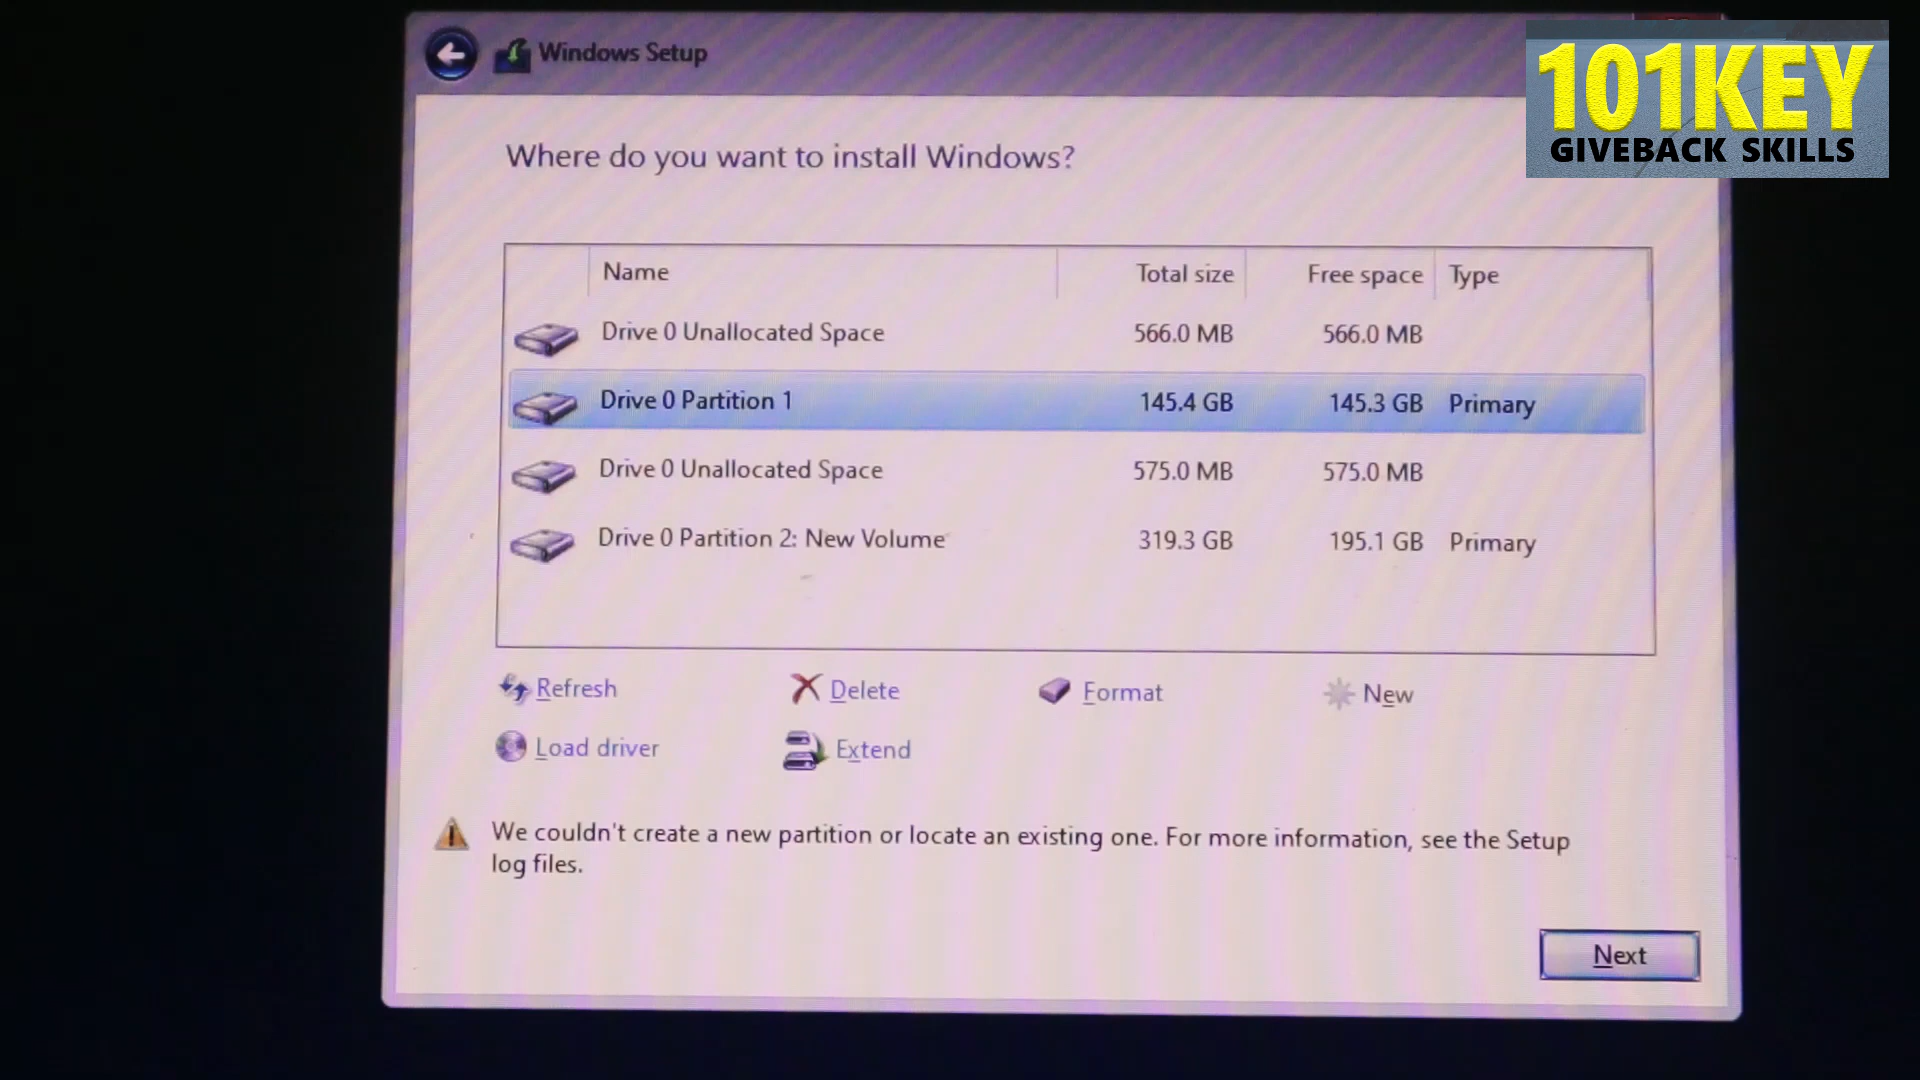 Windows Setup
101KEY
GIVEBACK SKILLS
Where do you want to install Windows?
Name Total size Free space Type
Drive 0 Unallocated Space 566.0 MB 566.0 MB
Drive 0 Partition 1 145.4 GB 145.3 GB Primary
Drive 0 Unallocated Space 575.0 MB 575.0 MB
Drive 0 Partition 2: New Volume 319.3 GB 195.1 GB Primary
Refresh Delete Format New
Load driver Extend
We couldn't create a new partition or locate an existing one. For more information, see the Setup
log files.
Next